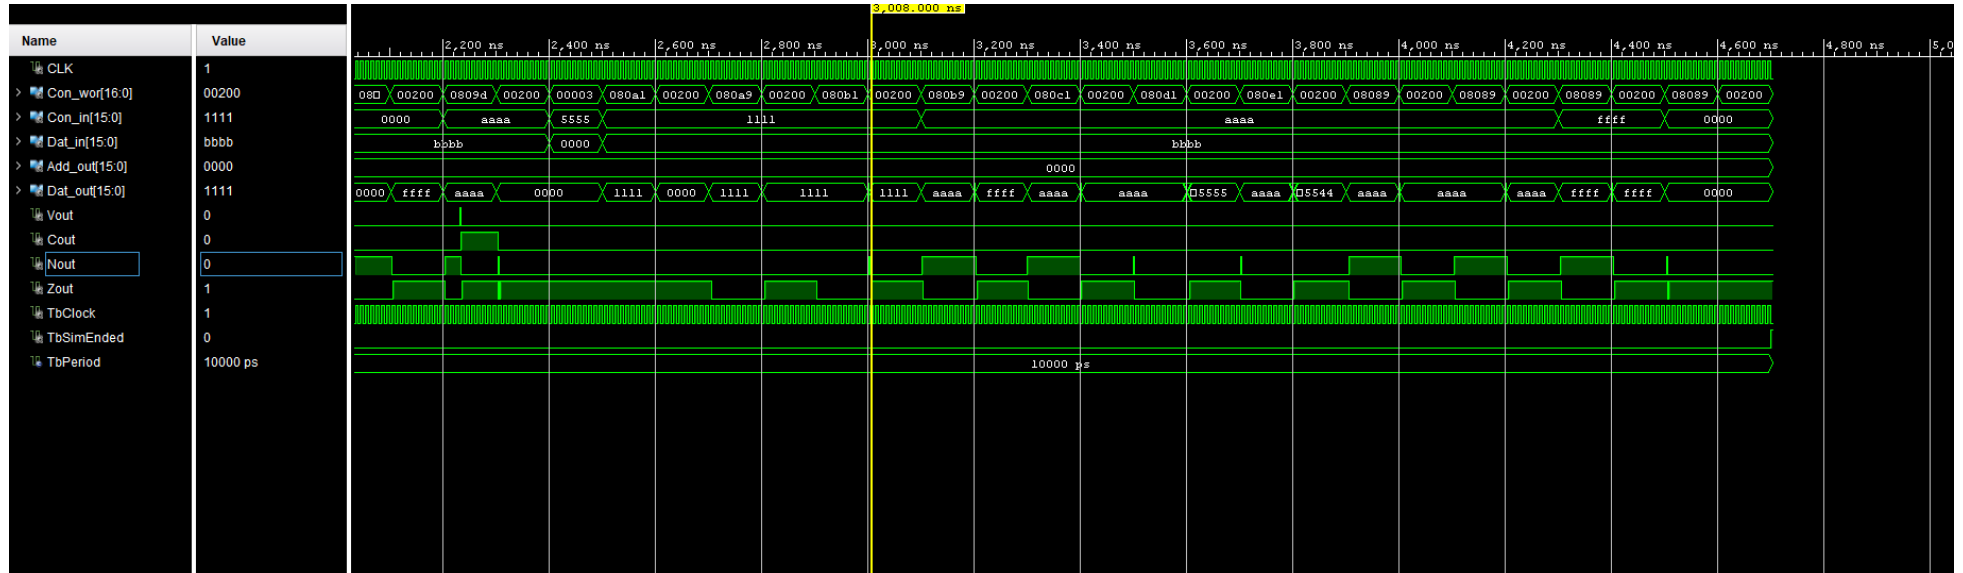 3,008.000 ns
Name Value
2,200 ns 2,400 ns 2,600 ns 2,800 ns 3,000 ns 3,200 ns 3,400 ns 3,600 ns 3,800 ns 4,000 ns 4,200 ns 4,400 ns 4,600 ns 4,800 ns 5,0
CLK 1
Con_wor[16:0] 00200 08 00200 0809d 00200 00003 080a1 00200 080a9 00200 080b1 00200 080b9 00200 080c1 00200 080d1 00200 080e1 00200 08089 00200 08089 00200 08089 00200 08089 00200
Con_in[15:0] 1111 0000 aaaa 5555 1111 aaaa ffff 0000
Dat_in[15:0] bbbb bbbb 0000 bbbb
Add_out[15:0] 0000 0000
Dat_out[15:0] 1111 0000 ffff aaaa 0000 1111 0000 1111 1111 1111 aaaa ffff aaaa aaaa 5555 aaaa 5544 aaaa aaaa aaaa ffff ffff 0000
Vout 0
Cout 0
Nout 0
Zout 1
TbClock 1
TbSimEnded 0
TbPeriod 10000 ps 10000 ps